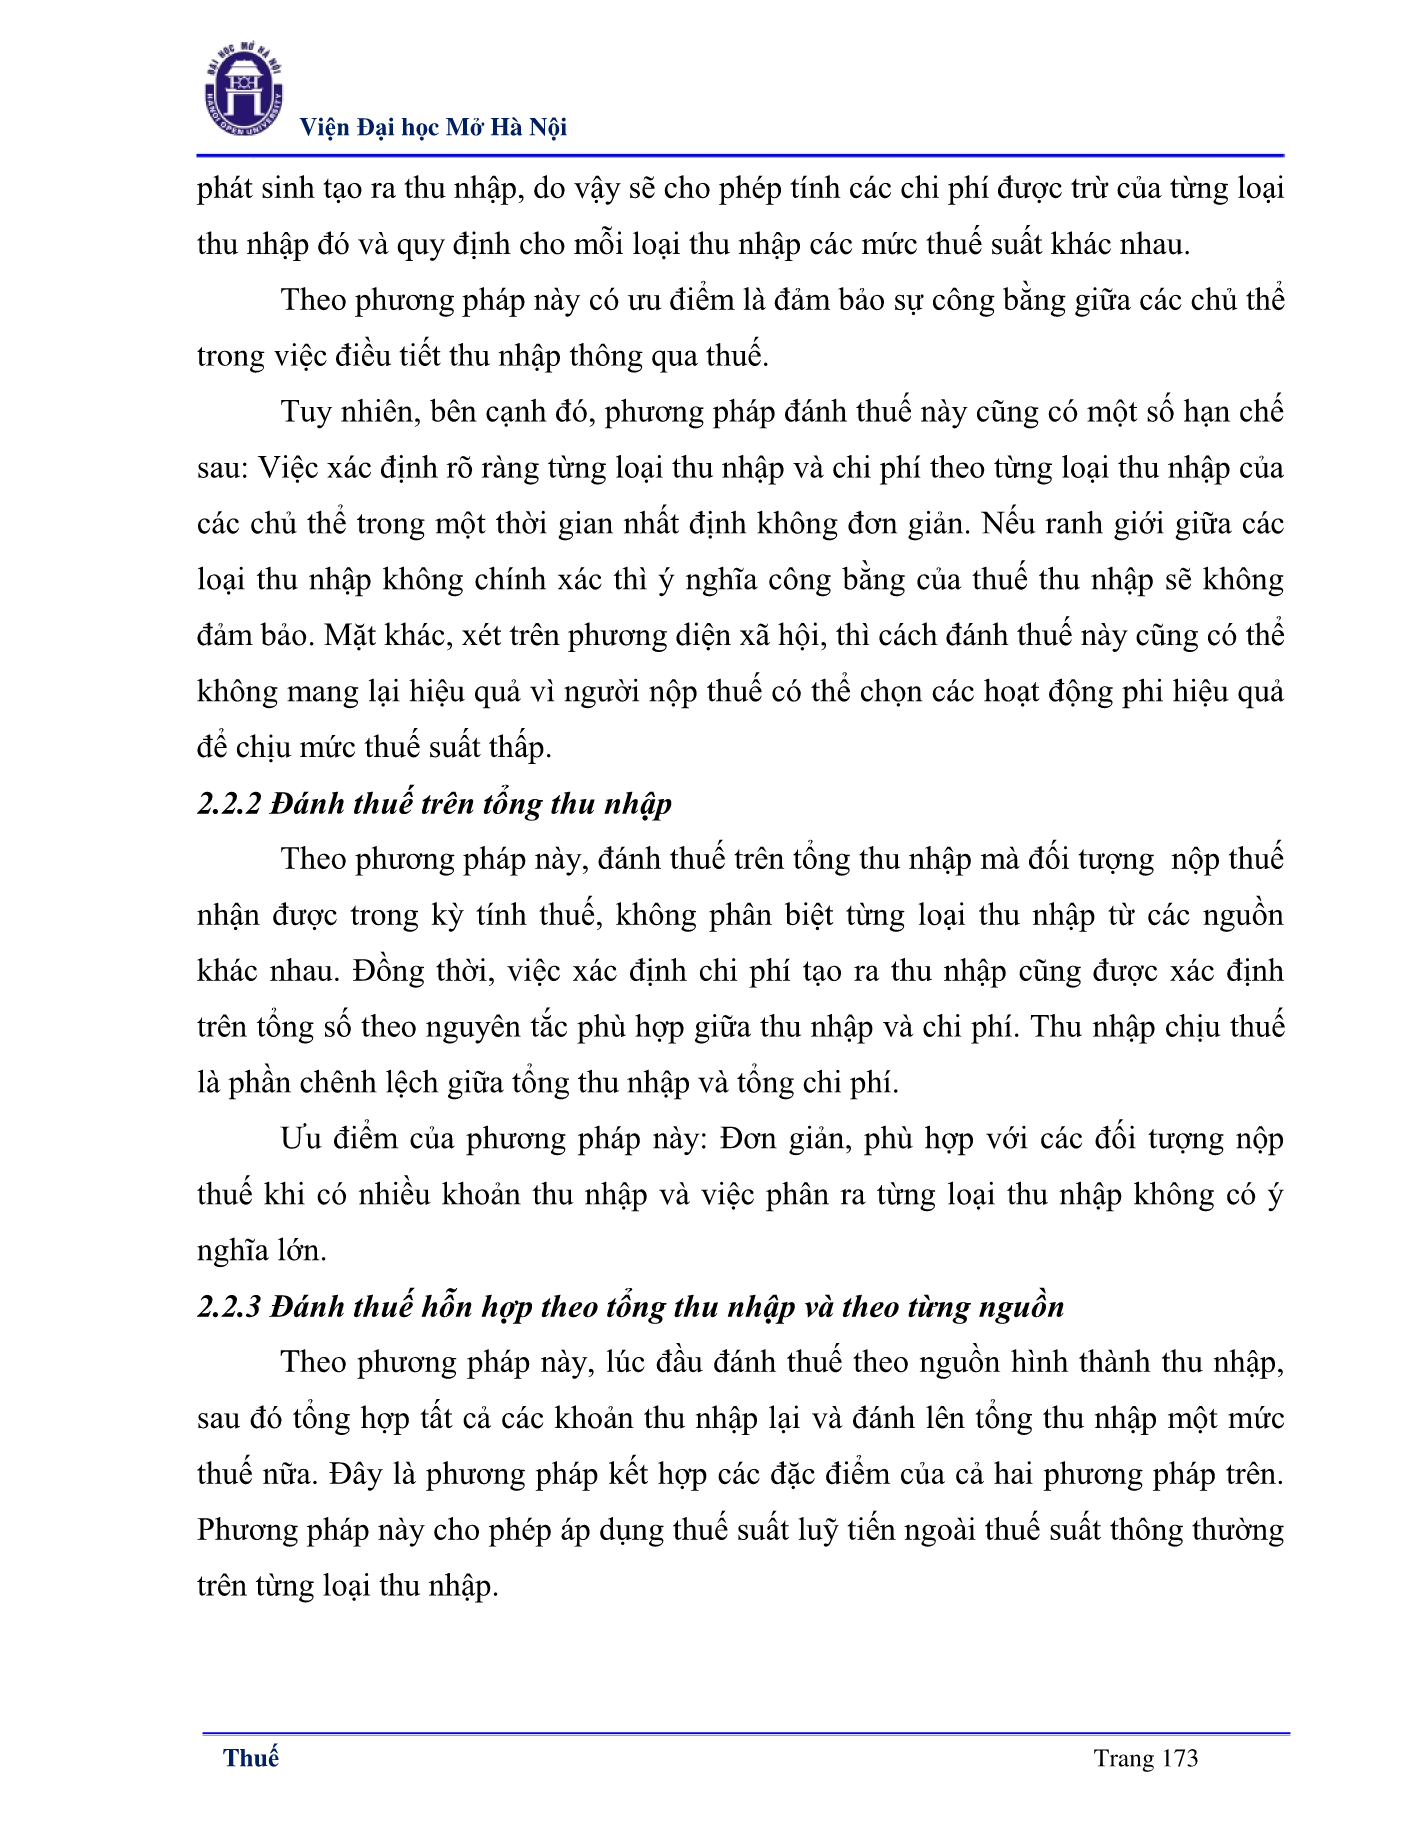 ĐẠI HỌC MỞ HÀ NỘI
HANOI OPEN UNIVERSITY
Viện Đại học Mở Hà Nội
phát sinh tạo ra thu nhập, do vậy sẽ cho phép tính các chi phí được trừ của từng loại
thu nhập đó và quy định cho mỗi loại thu nhập các mức thuế suất khác nhau.
Theo phương pháp này có ưu điểm là đảm bảo sự công bằng giữa các chủ thể
trong việc điều tiết thu nhập thông qua thuế.
Tuy nhiên, bên cạnh đó, phương pháp đánh thuế này cũng có một số hạn chế
sau: Việc xác định rõ ràng từng loại thu nhập và chi phí theo từng loại thu nhập của
các chủ thể trong một thời gian nhất định không đơn giản. Nếu ranh giới giữa các
loại thu nhập không chính xác thì ý nghĩa công bằng của thuế thu nhập sẽ không
đảm bảo. Mặt khác, xét trên phương diện xã hội, thì cách đánh thuế này cũng có thể
không mang lại hiệu quả vì người nộp thuế có thể chọn các hoạt động phi hiệu quả
để chịu mức thuế suất thấp.
2.2.2 Đánh thuế trên tổng thu nhập
Theo phương pháp này, đánh thuế trên tổng thu nhập mà đối tượng nộp thuế
nhận được trong kỳ tính thuế, không phân biệt từng loại thu nhập từ các nguồn
khác nhau. Đồng thời, việc xác định chi phí tạo ra thu nhập cũng được xác định
trên tổng số theo nguyên tắc phù hợp giữa thu nhập và chi phí. Thu nhập chịu thuế
là phần chênh lệch giữa tổng thu nhập và tổng chi phí.
Ưu điểm của phương pháp này: Đơn giản, phù hợp với các đối tượng nộp
thuế khi có nhiều khoản thu nhập và việc phân ra từng loại thu nhập không có ý
nghĩa lớn.
2.2.3 Đánh thuế hỗn hợp theo tổng thu nhập và theo từng nguồn
Theo phương pháp này, lúc đầu đánh thuế theo nguồn hình thành thu nhập,
sau đó tổng hợp tất cả các khoản thu nhập lại và đánh lên tổng thu nhập một mức
thuế nữa. Đây là phương pháp kết hợp các đặc điểm của cả hai phương pháp trên.
Phương pháp này cho phép áp dụng thuế suất luỹ tiến ngoài thuế suất thông thường
trên từng loại thu nhập.
Thuế
Trang 173